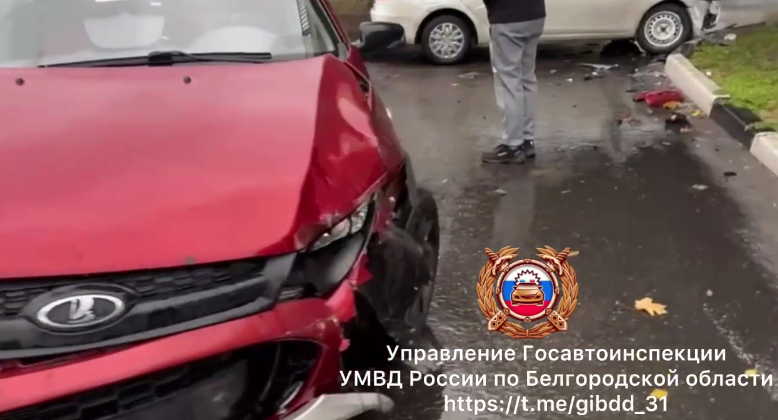 Управление Госавтоинспекции
УМВД России по Белгородской области
https://t.me/gibdd_31